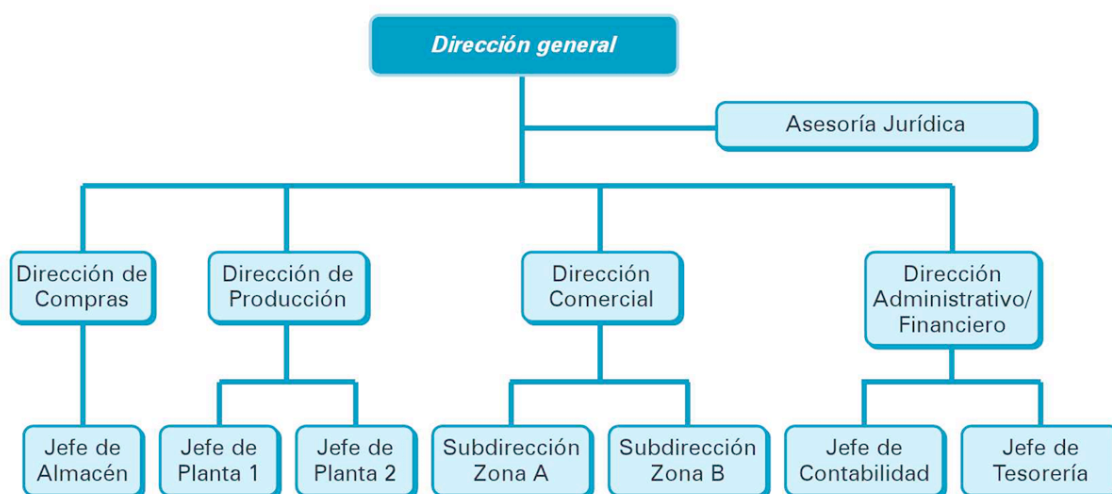 Dirección general
Asesoría Jurídica
Dirección de
Compras
Dirección de
Producción
Dirección
Comercial
Dirección
Administrativo/
Financiero
Jefe de
Almacén
Jefe de
Planta 1
Jefe de
Planta 2
Subdirección
Zona A
Subdirección
Zona B
Jefe de
Contabilidad
Jefe de
Tesorería